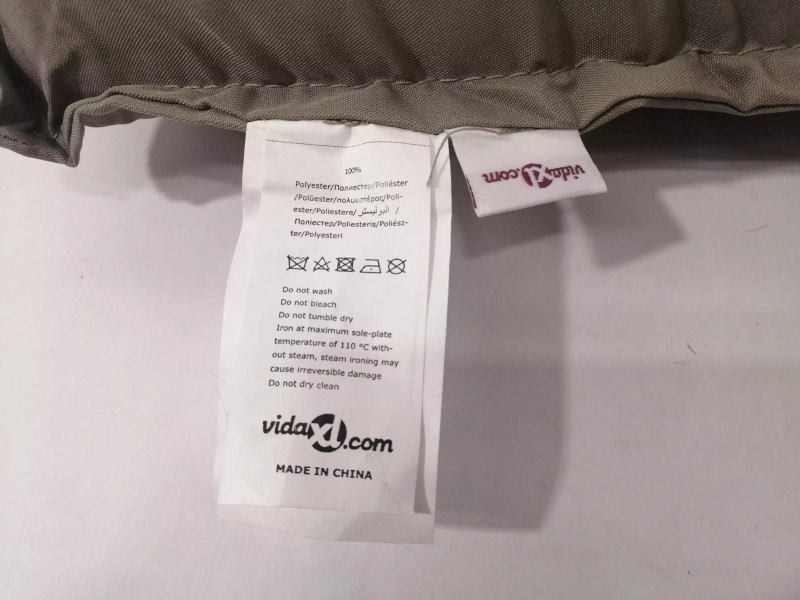 100%
Polyester/Полиестер/Poliéster
/Polüester/πολυεστέρας/Poli-
ester/Poliestere/ البوليستر /
Поліестер/Poliesteris/Poliész-
ter/Polyesteri
Do not wash
Do not bleach
Do not tumble dry
Iron at maximum sole-plate
temperature of 110 °C with-
out steam, steam ironing may
cause irreversible damage
Do not dry clean
vidaXL.com
MADE IN CHINA
vidaXL.com